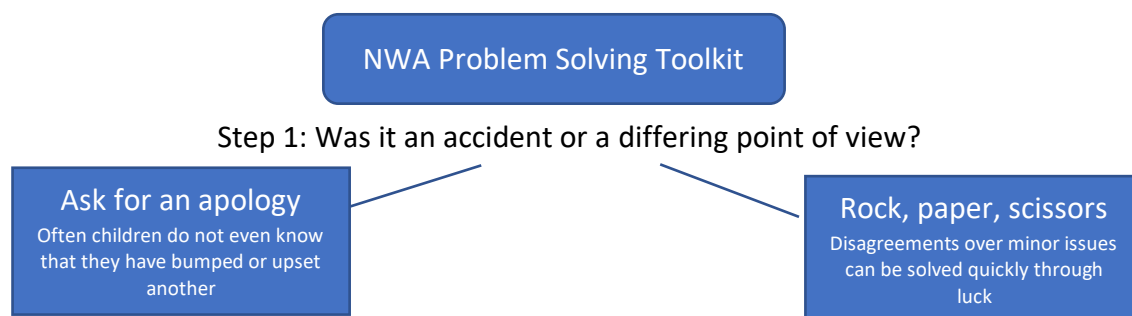 NWA Problem Solving Toolkit
Step 1: Was it an accident or a differing point of view?
Ask for an apology
Often children do not even know
that they have bumped or upset
another
Rock, paper, scissors
Disagreements over minor issues
can be solved quickly through
luck